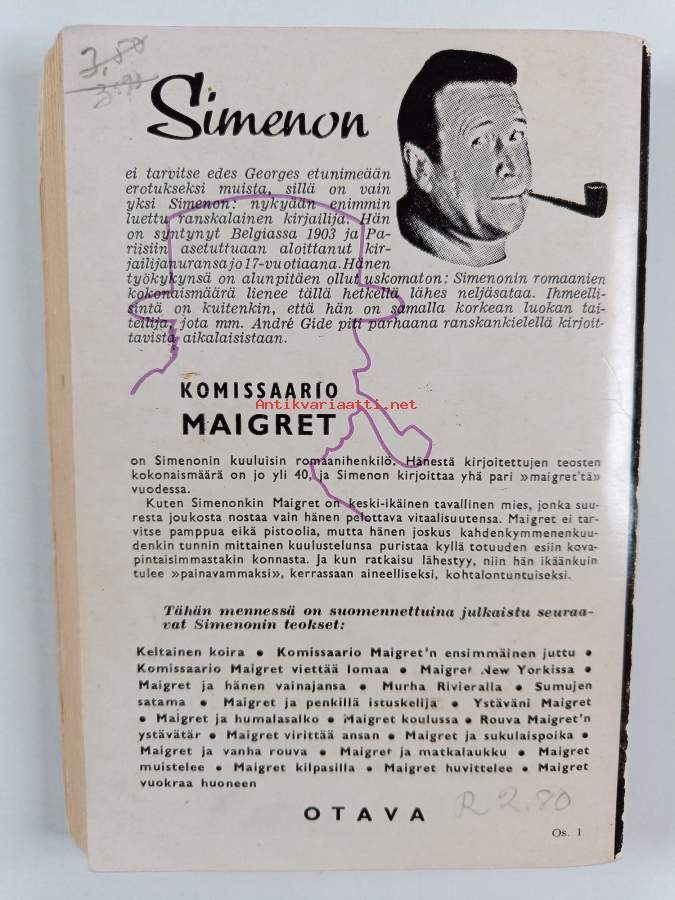 3,80
3.90
Simenon
ei tarvitse edes Georges etunimeään
erotukseksi muista, sillä on vain
yksi Simenon: nykyään enimmin
luettu ranskalainen kirjailija. Hän
on syntynyt Belgiassa 1903 ja Pa-
riisiin asetuttuaan aloittanut kir-
jailijanuransa jo 17-vuotiaana. Hänen
työkykynsä on alunpitäen ollut uskomaton: Simenonin romaanien
kokonaismäärä lienee tällä hetkellä lähes neljäsataa. Ihmeelli-
sintä on kuitenkin, että hän on samalla korkean luokan tai-
teilija, jota mm. André Gide piti parhaana ranskankielellä kirjoit-
tavista aikalaisistaan.
KOMISSAARIO
Antikvariaatti.net
MAIGRET
on Simenonin kuuluisin romaanihenkilö. Hänestä kirjoitettujen teosten
kokonaismäärä on jo yli 40, ja Simenon kirjoittaa yhä pari »maigret'tä»
vuodessa.
Kuten Simenonkin Maigret on keski-ikäinen tavallinen mies, jonka suu-
resta joukosta nostaa vain hänen pelottava vitaalisuutensa. Maigret ei tar-
vitse pamppua eikä pistoolia, mutta hänen joskus kahdenkymmenenkuu-
denkin tunnin mittainen kuulustelunsa puristaa kyllä totuuden esiin kova-
pintaisimmastakin konnasta. Ja kun ratkaisu lähestyy, niin hän ikäänkuin
tulee »painavammaksi», kerrassaan aineelliseksi, kohtalontuntuiseksi.
Tähän mennessä on suomennettuina julkaistu seuraa-
vat Simenonin teokset:
Keltainen koira • Komissaario Maigret'n ensimmäinen juttu •
Komissaario Maigret viettää lomaa • Maigret New Yorkissa •
Maigret ja hänen vainajansa • Murha Rivieralla • Sumujen
satama • Maigret ja penkillä istuskelija • Ystäväni Maigret
• Maigret ja humalasalko • Maigret koulussa • Rouva Maigret'n
ystävätär • Maigret virittää ansan • Maigret ja sukulaispoika •
Maigret ja vanha rouva • Maigret ja matkalaukku • Maigret
muistelee • Maigret kilpasilla • Maigret huvittelee • Maigret
vuokraa huoneen
OTAVA
R 2.80
Os. 1